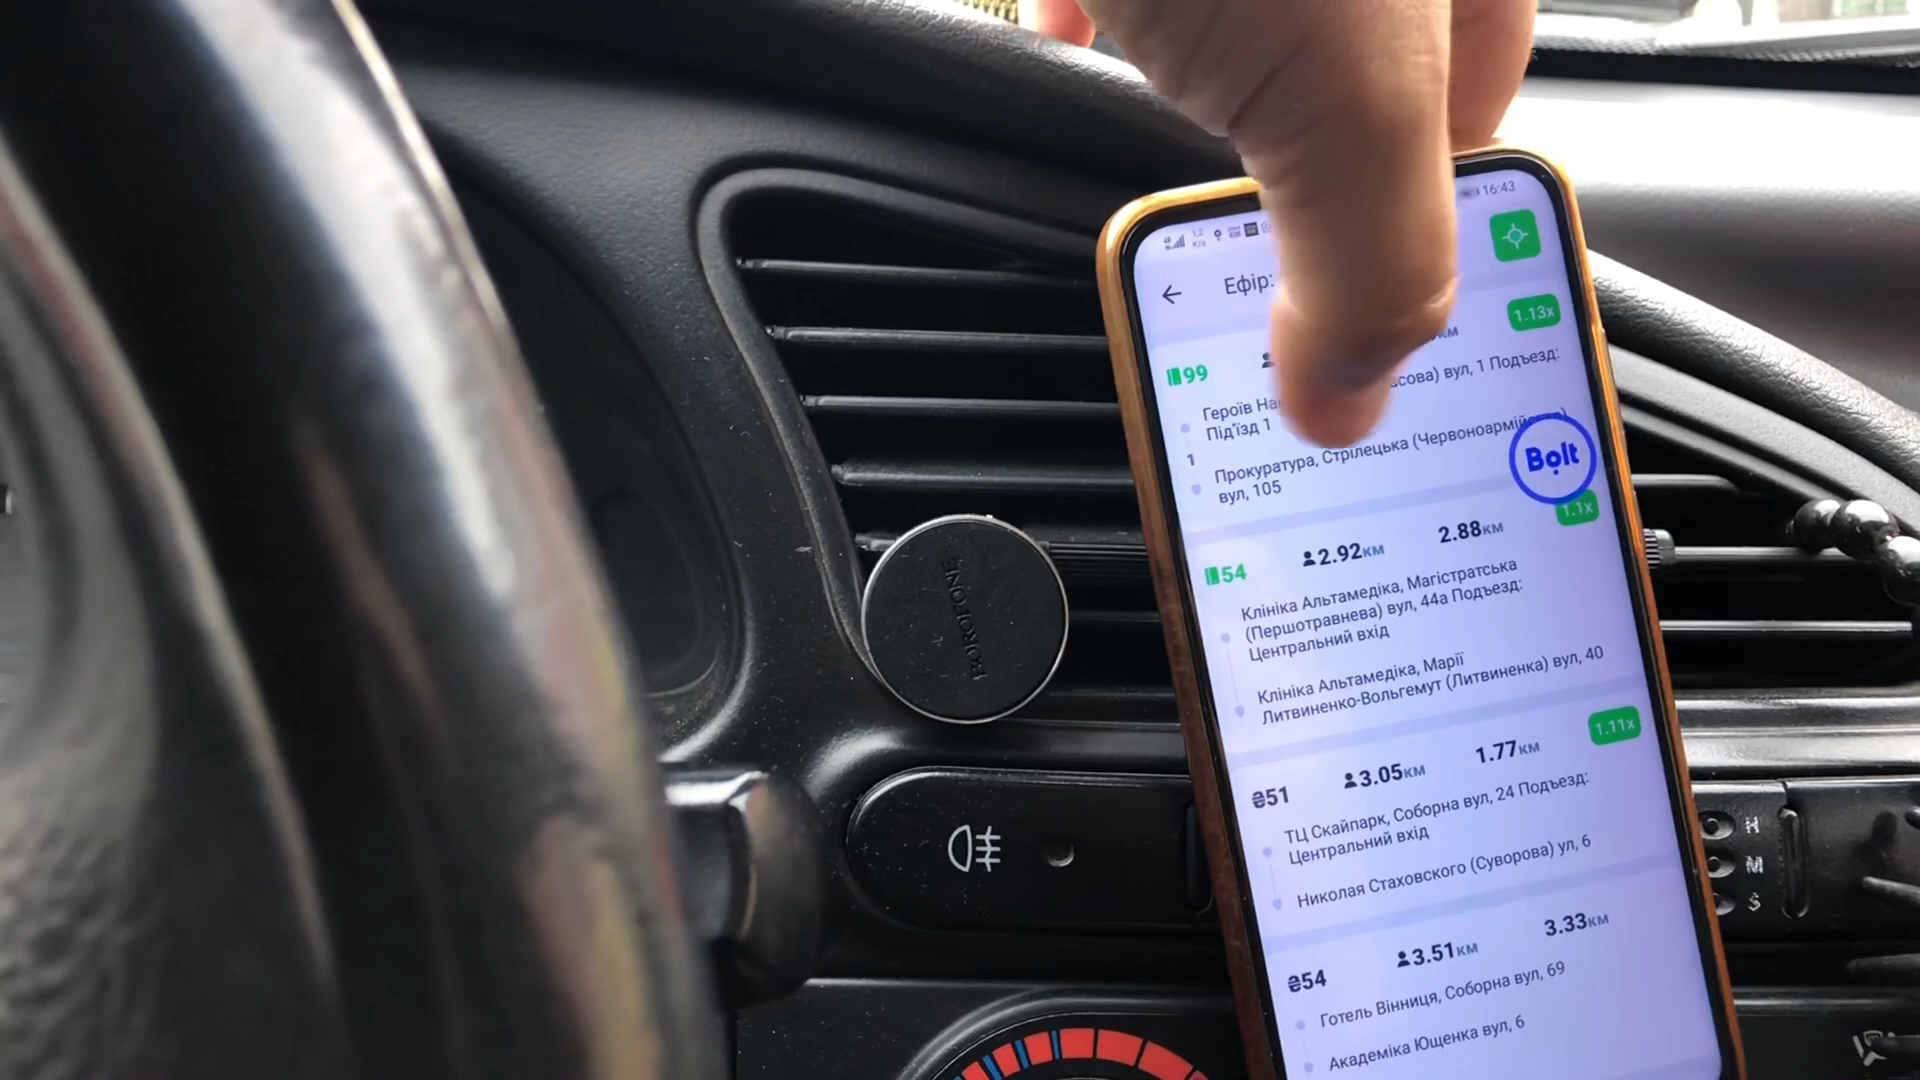 16:43
1,2
K/s
Ефір:
1.13x
99
км
асова) вул, 1 Подъезд:
Під'їзд 1
1
Прокуратура, Стрілецька
вул, 105
Bolt
1.1x
54
2.92км
2.88км
Клініка Альтамедіка, Магістратська
(Першотравнева) вул, 44а Подъезд:
Центральний вхід
Клініка Альтамедіка, Марії
Литвиненко-Вольгемут (Литвиненка) вул, 40
1.11x
₴51
3.05км
1.77км
ТЦ Скайпарк, Соборна вул, 24 Подъезд:
Центральний вхід
Николая Стаховского (Суворова) ул, 6
₴54
3.51км
3.33км
Готель Вінниця, Соборна вул, 69
Академіка Ющенка вул, 6
BOROFONE